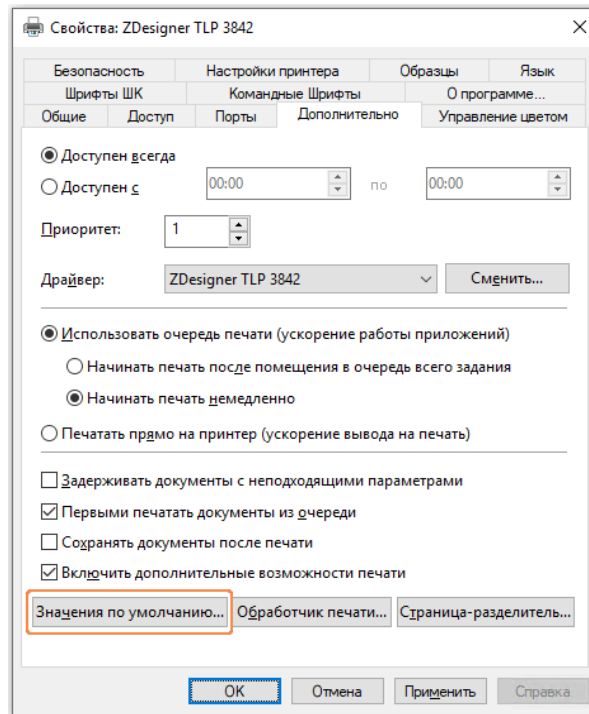 Свойства: ZDesigner TLP 3842
Безопасность Настройки принтера Образцы Язык
Шрифты ШК Командные Шрифты О программе...
Общие Доступ Порты Дополнительно Управление цветом
Доступен всегда
Доступен с 00:00 по 00:00
Приоритет: 1
Драйвер: ZDesigner TLP 3842 Сменить...
Использовать очередь печати (ускорение работы приложений)
Начинать печать после помещения в очередь всего задания
Начинать печать немедленно
Печатать прямо на принтер (ускорение вывода на печать)
Задерживать документы с неподходящими параметрами
Первыми печатать документы из очереди
Сохранять документы после печати
Включить дополнительные возможности печати
Значения по умолчанию... Обработчик печати... Страница-разделитель...
ОК Отмена Применить Справка